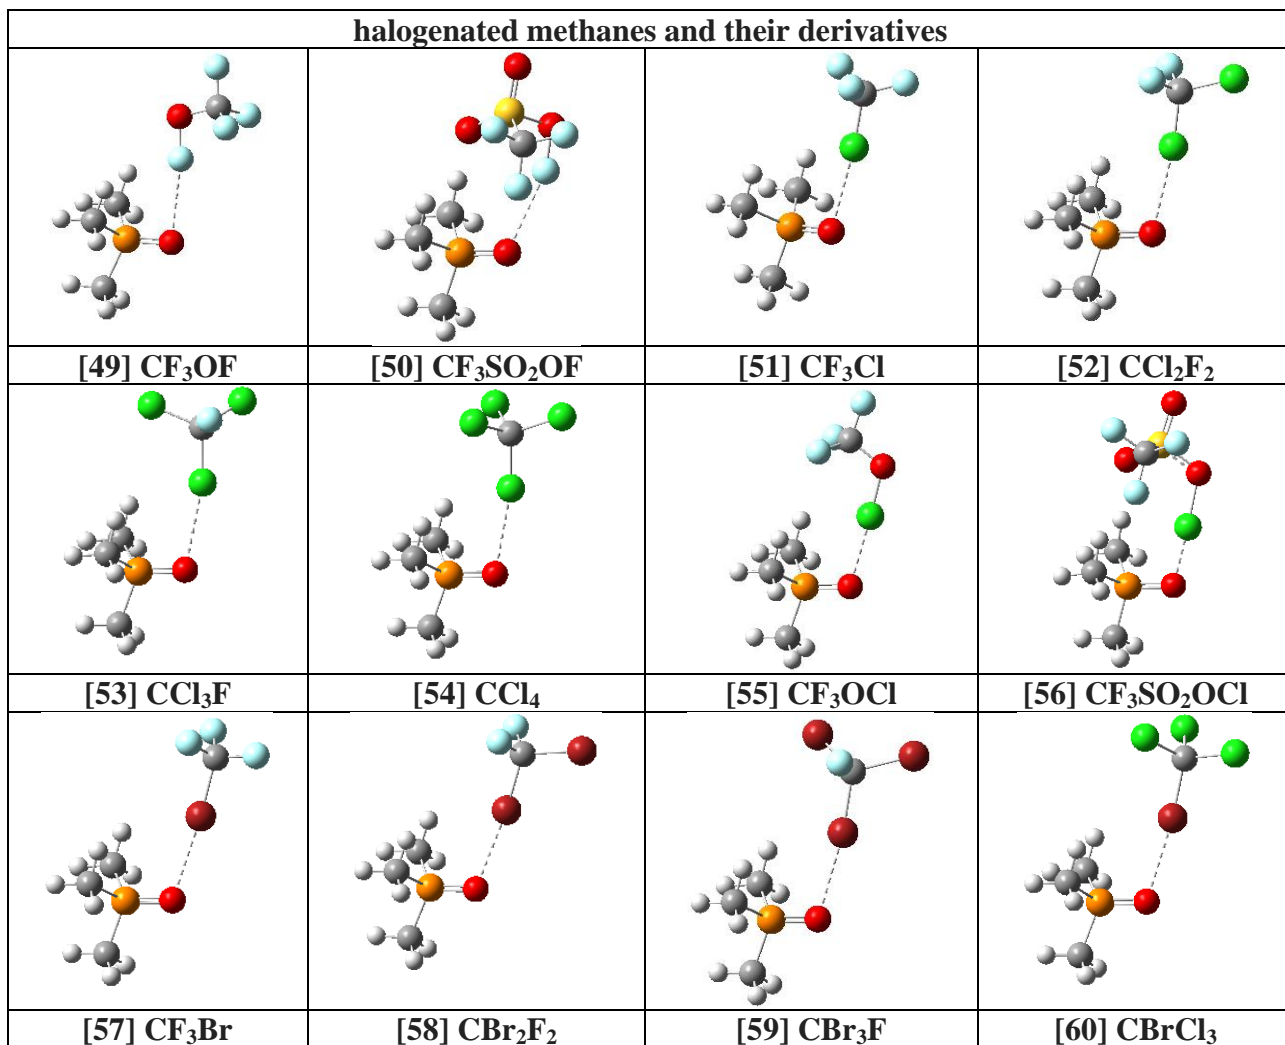 halogenated methanes and their derivatives
[49] CF₃OF
[50] CF₃SO₂OF
[51] CF₃Cl
[52] CCl₂F₂
[53] CCl₃F
[54] CCl₄
[55] CF₃OCl
[56] CF₃SO₂OCl
[57] CF₃Br
[58] CBr₂F₂
[59] CBr₃F
[60] CBrCl₃